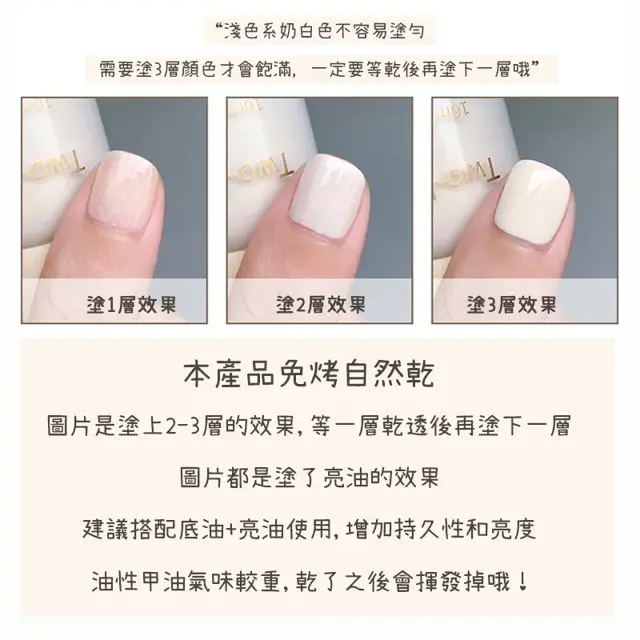 “淺色系奶白色不容易塗勻
需要塗3層顏色才會飽滿, 一定要等乾後再塗下一層哦”
塗1層效果
塗2層效果
塗3層效果
本產品免烤自然乾
圖片是塗上2-3層的效果, 等一層乾透後再塗下一層
圖片都是塗了亮油的效果
建議搭配底油+亮油使用, 增加持久性和亮度
油性甲油氣味較重, 乾了之後會揮發掉哦！